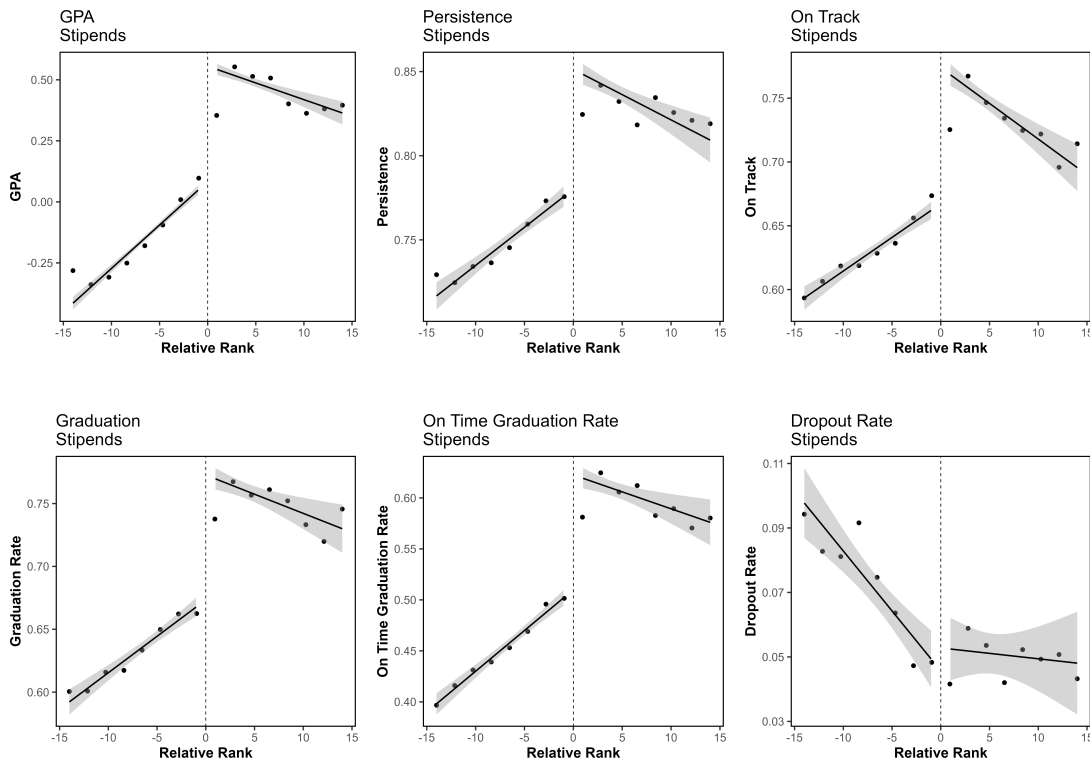 GPA
Stipends
0.50
0.25
0.00
-0.25
GPA
-15 -10 -5 0 5 10 15
Relative Rank
Persistence
Stipends
0.85
0.80
0.75
Persistence
-15 -10 -5 0 5 10 15
Relative Rank
On Track
Stipends
0.75
0.70
0.65
0.60
On Track
-15 -10 -5 0 5 10 15
Relative Rank
Graduation
Stipends
0.75
0.70
0.65
0.60
Graduation Rate
-15 -10 -5 0 5 10 15
Relative Rank
On Time Graduation Rate
Stipends
0.60
0.55
0.50
0.45
0.40
On Time Graduation Rate
-15 -10 -5 0 5 10 15
Relative Rank
Dropout Rate
Stipends
0.11
0.09
0.07
0.05
0.03
Dropout Rate
-15 -10 -5 0 5 10 15
Relative Rank